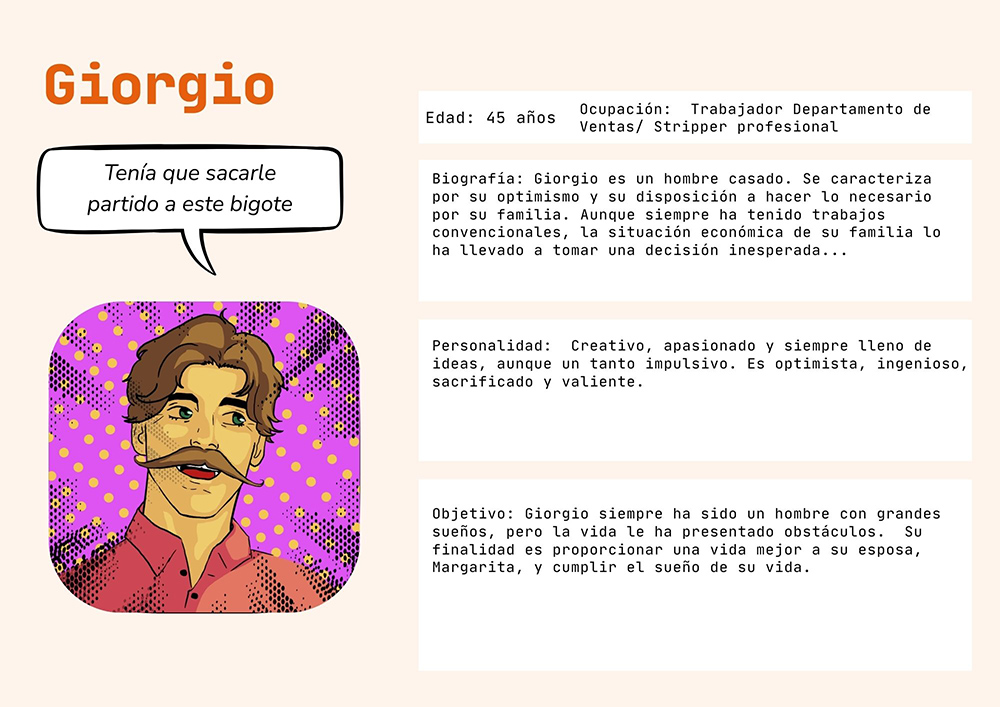 Giorgio
Tenía que sacarle
partido a este bigote
Edad: 45 años
Ocupación: Trabajador Departamento de
Ventas/ Stripper profesional
Biografía: Giorgio es un hombre casado. Se caracteriza
por su optimismo y su disposición a hacer lo necesario
por su familia. Aunque siempre ha tenido trabajos
convencionales, la situación económica de su familia lo
ha llevado a tomar una decisión inesperada...
Personalidad: Creativo, apasionado y siempre lleno de
ideas, aunque un tanto impulsivo. Es optimista, ingenioso,
sacrificado y valiente.
Objetivo: Giorgio siempre ha sido un hombre con grandes
sueños, pero la vida le ha presentado obstáculos. Su
finalidad es proporcionar una vida mejor a su esposa,
Margarita, y cumplir el sueño de su vida.